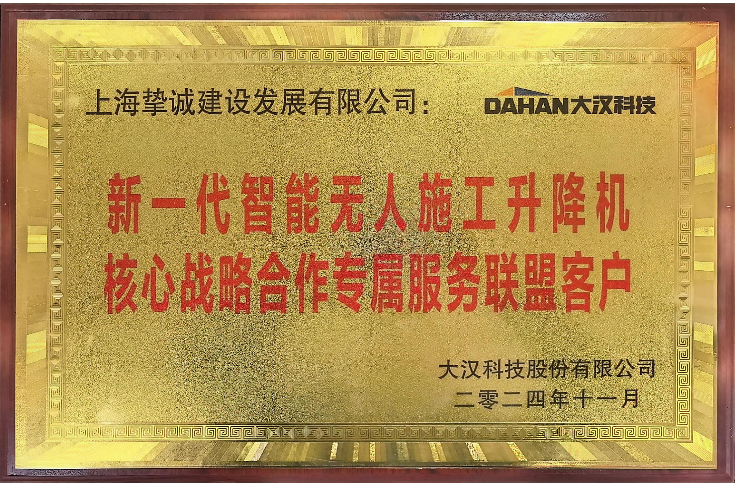 上海挚诚建设发展有限公司： DAHAN大汉科技
新一代智能无人施工升降机
核心战略合作专属服务联盟客户
大汉科技股份有限公司
二零二四年十一月